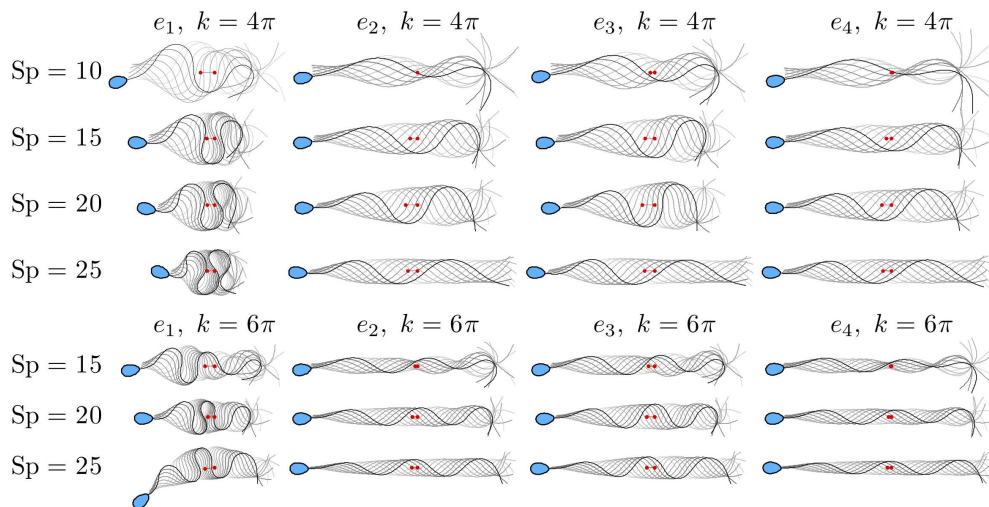 e₁, k = 4π e₂, k = 4π e₃, k = 4π e₄, k = 4π
Sp = 10
Sp = 15
Sp = 20
Sp = 25
e₁, k = 6π e₂, k = 6π e₃, k = 6π e₄, k = 6π
Sp = 15
Sp = 20
Sp = 25